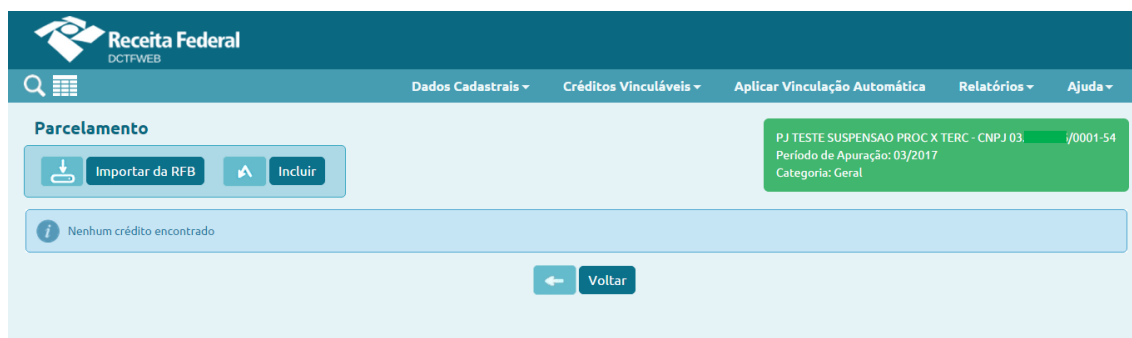 Receita Federal
DCTFWEB
Dados Cadastrais Créditos Vinculáveis Aplicar Vinculação Automática Relatórios Ajuda
Parcelamento
PJ TESTE SUSPENSAO PROC X TERC - CNPJ 03. /0001-54
Período de Apuração: 03/2017
Categoria: Geral
Importar da RFB Incluir
Nenhum crédito encontrado
Voltar